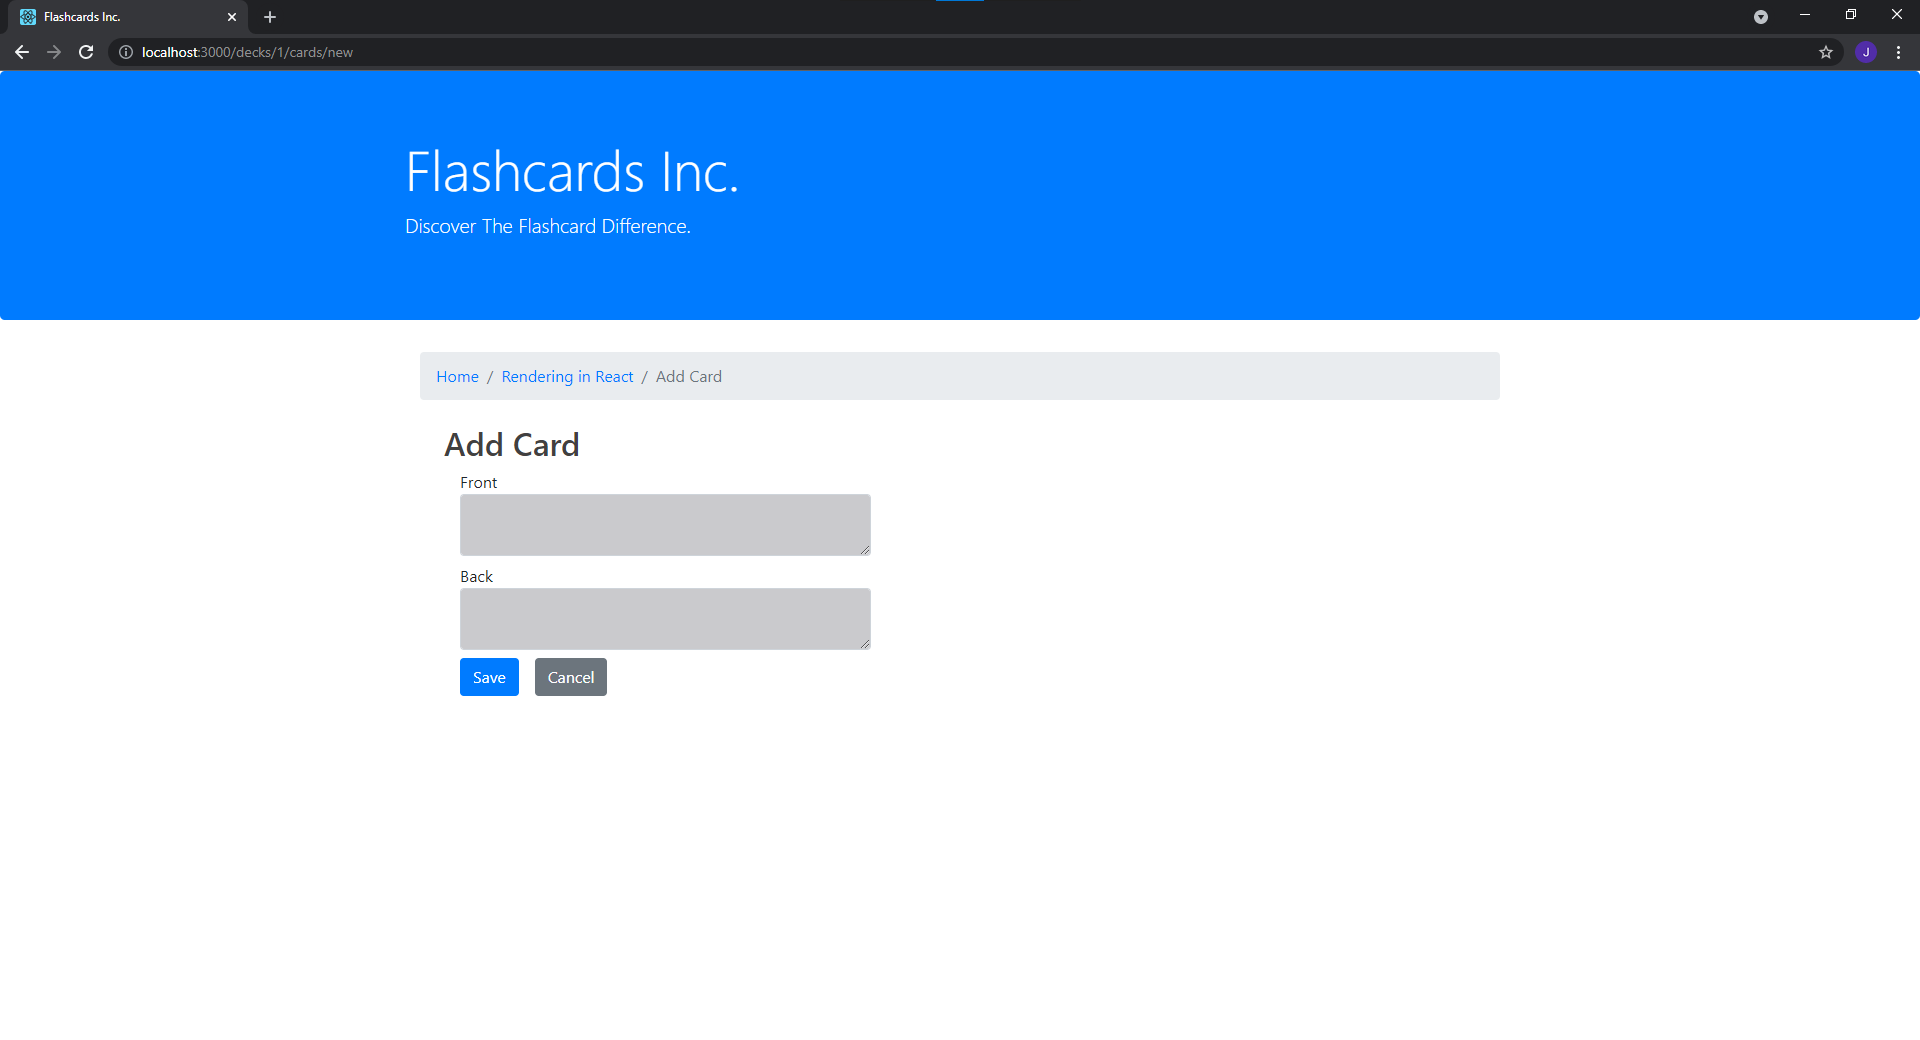 Flashcards Inc.
localhost:3000/decks/1/cards/new
J
Flashcards Inc.
Discover The Flashcard Difference.
Home / Rendering in React / Add Card
Add Card
Front
Back
Save Cancel